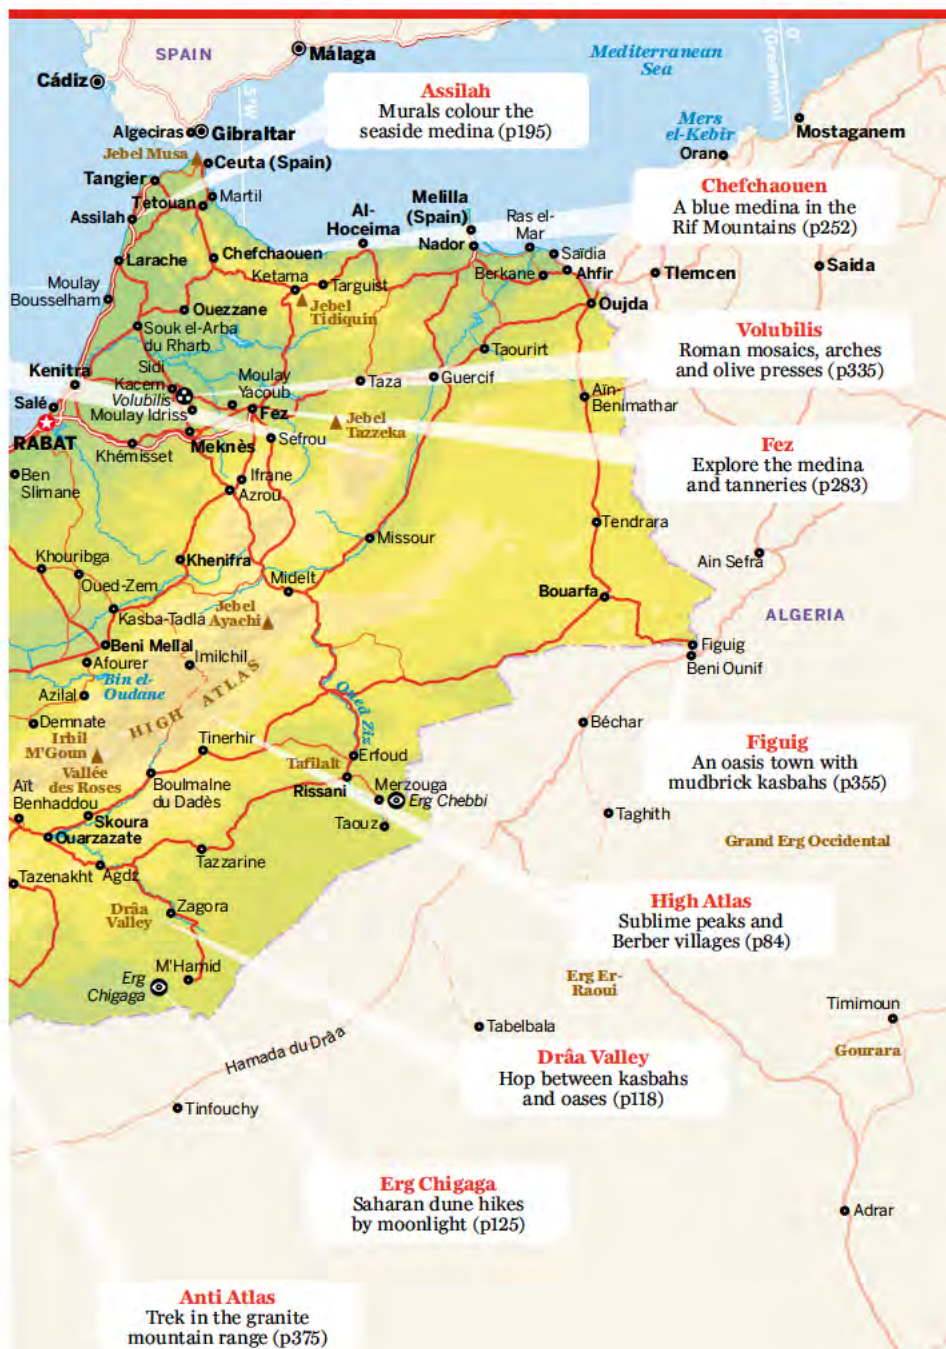 SPAIN
Málaga
Cádiz
Mediterranean
Sea
0°
(Greenwich)
5°W
Assilah
Murals colour the
seaside medina (p195)
Algeciras
Gibraltar
Mers
el-Kebir
Mostaganem
Oran
Jebel Musa
Ceuta (Spain)
Tangier
Martil
Tetouan
Assilah
Chefchaouen
A blue medina in the
Rif Mountains (p252)
Al-
Hoceima
Melilla
(Spain)
Ras el-
Mar
Nador
Saïdia
Larache
Chefchaouen
Ketama
Targuist
Berkane
Ahfir
Tlemcen
Saida
Moulay
Bousselham
Ouezzane
Jebel
Tidiquin
Oujda
Souk el-Arba
du Rharb
Volubilis
Roman mosaics, arches
and olive presses (p335)
Taourirt
Kenitra
Sidi
Kacem
Volubilis
Moulay
Yacoub
Taza
Guercif
Aïn-
Benimathar
Salé
Moulay Idriss
Fez
Jebel
Tazzeka
RABAT
Khémisset
Meknès
Sefrou
Fez
Explore the medina
and tanneries (p283)
Ben
Slimane
Ifrane
Azrou
Tendrara
Missour
Khouribga
Oued-Zem
Khenifra
Midelt
Ain Sefra
Bouarfa
Kasba-Tadla
Jebel
Ayachi
ALGERIA
Beni Mellal
Afourer
Imilchil
Figuig
Beni Ounif
Bin el-
Oudane
Azilal
HIGH ATLAS
Oued Ziz
Demnate
Béchar
Irhil
M'Goun
Tinerhir
Erfoud
Figuig
An oasis town with
mudbrick kasbahs (p355)
Vallée
des Roses
Boulmalne
du Dadès
Tafilalt
Rissani
Merzouga
Erg Chebbi
Aït
Benhaddou
Skoura
Taouz
Taghith
Ouarzazate
Grand Erg Occidental
Tazzarine
Agdz
Tazenakht
Drâa
Valley
Zagora
High Atlas
Sublime peaks and
Berber villages (p84)
M'Hamid
Erg
Chigaga
Erg Er-
Raoui
Timimoun
Tabelbala
Gourara
Hamada du Drâa
Drâa Valley
Hop between kasbahs
and oases (p118)
Tinfouchy
Erg Chigaga
Saharan dune hikes
by moonlight (p125)
Adrar
Anti Atlas
Trek in the granite
mountain range (p375)